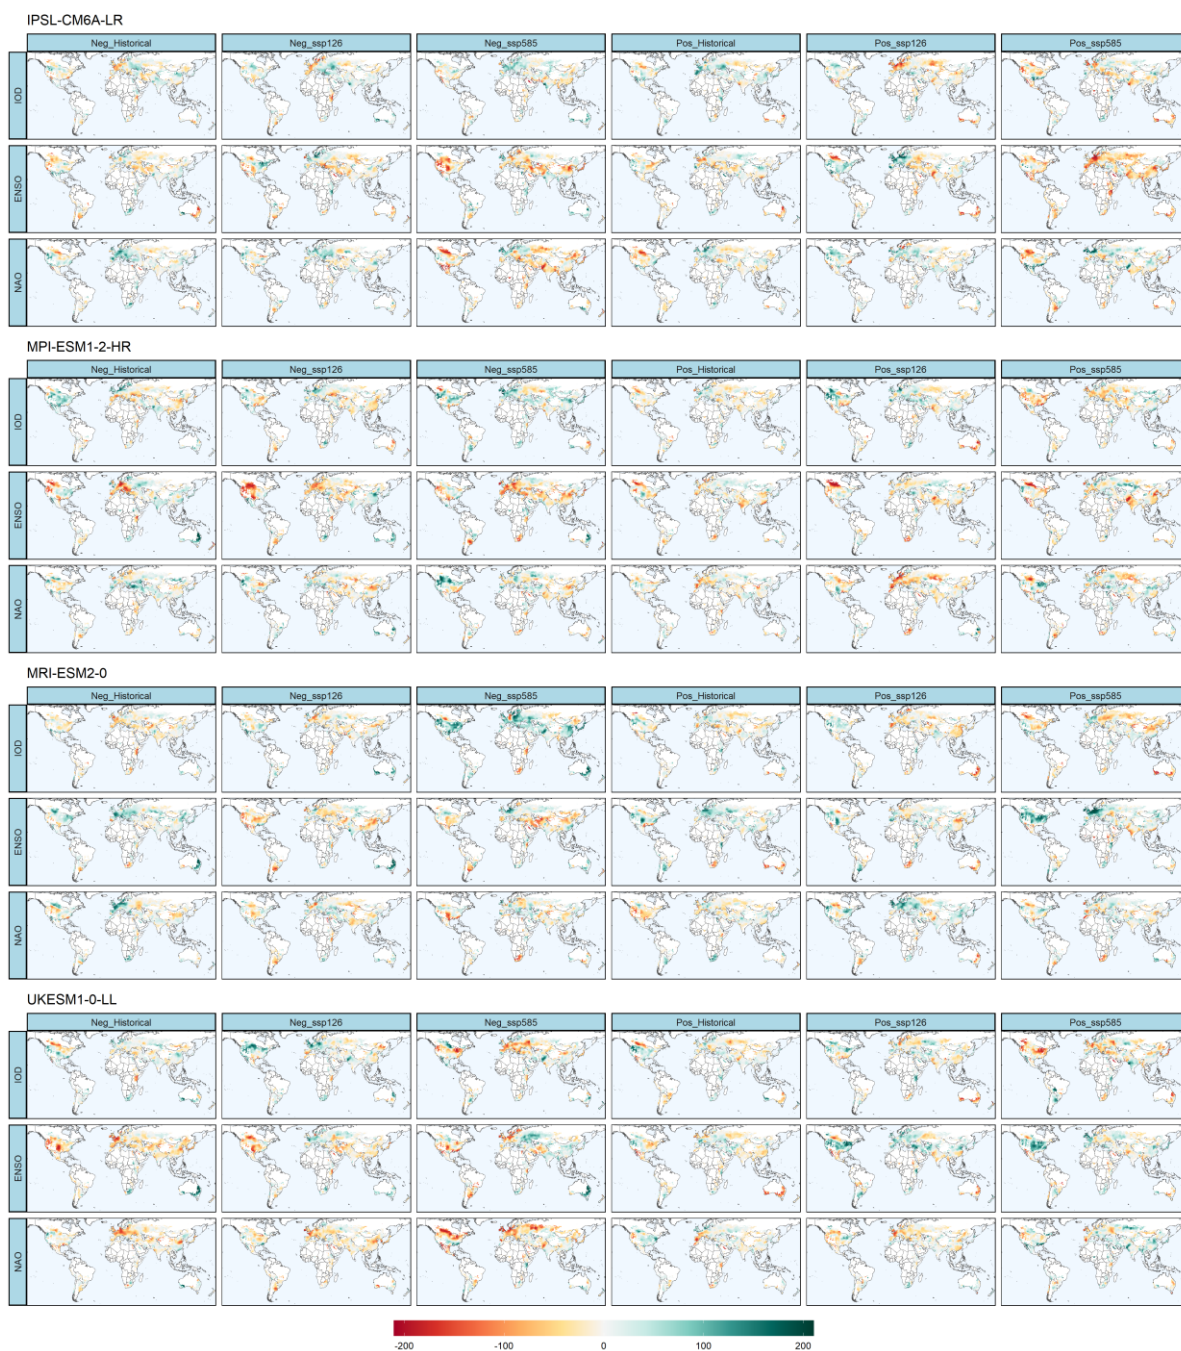 IPSL-CM6A-LR
Neg_Historical Neg_ssp126 Neg_ssp585 Pos_Historical Pos_ssp126 Pos_ssp585
IOD
ENSO
NAO
MPI-ESM1-2-HR
Neg_Historical Neg_ssp126 Neg_ssp585 Pos_Historical Pos_ssp126 Pos_ssp585
IOD
ENSO
NAO
MRI-ESM2-0
Neg_Historical Neg_ssp126 Neg_ssp585 Pos_Historical Pos_ssp126 Pos_ssp585
IOD
ENSO
NAO
UKESM1-0-LL
Neg_Historical Neg_ssp126 Neg_ssp585 Pos_Historical Pos_ssp126 Pos_ssp585
IOD
ENSO
NAO
-200 -100 0 100 200